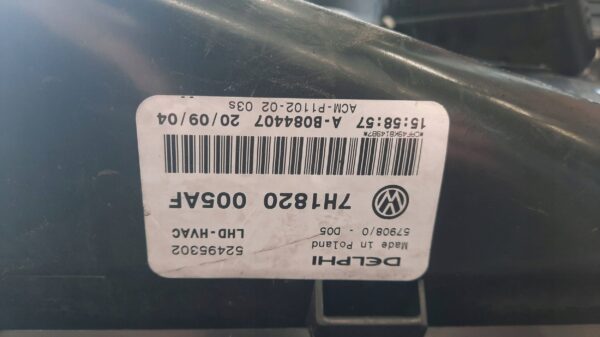 DELPHI 52495302
Made in Poland LHD-HVAC
57908/0 - D05
7H1820 005AF
15:58:57 A-B084407 20/09/04
ACM-P1102-02 03s